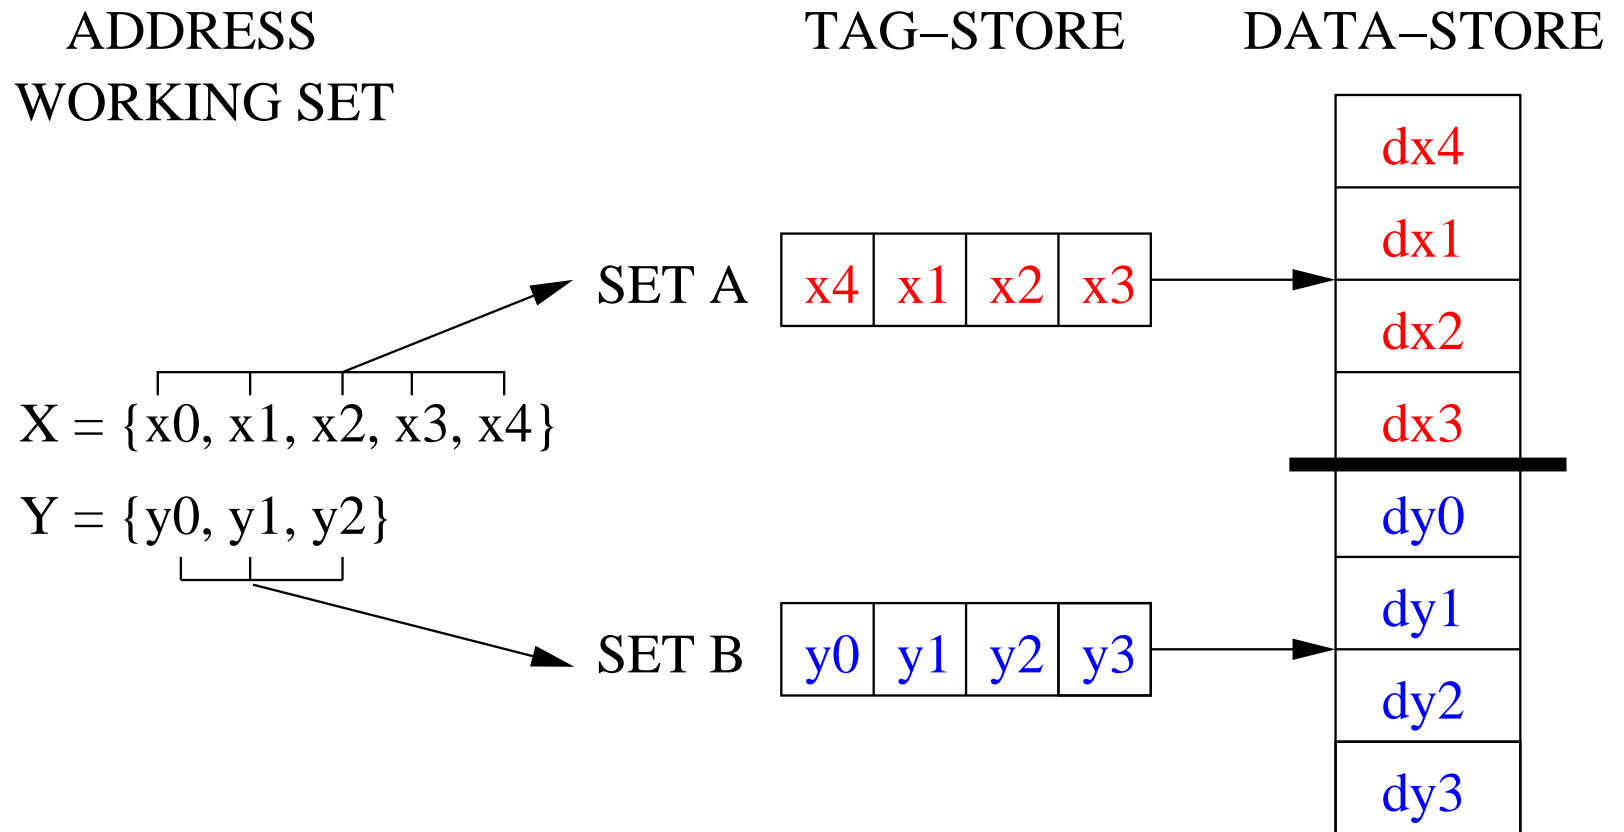 ADDRESS
WORKING SET
TAG–STORE
DATA–STORE
dx4
dx1
SET A
x4 x1 x2 x3
dx2
X = {x0, x1, x2, x3, x4}
dx3
Y = {y0, y1, y2}
dy0
dy1
SET B
y0 y1 y2 y3
dy2
dy3